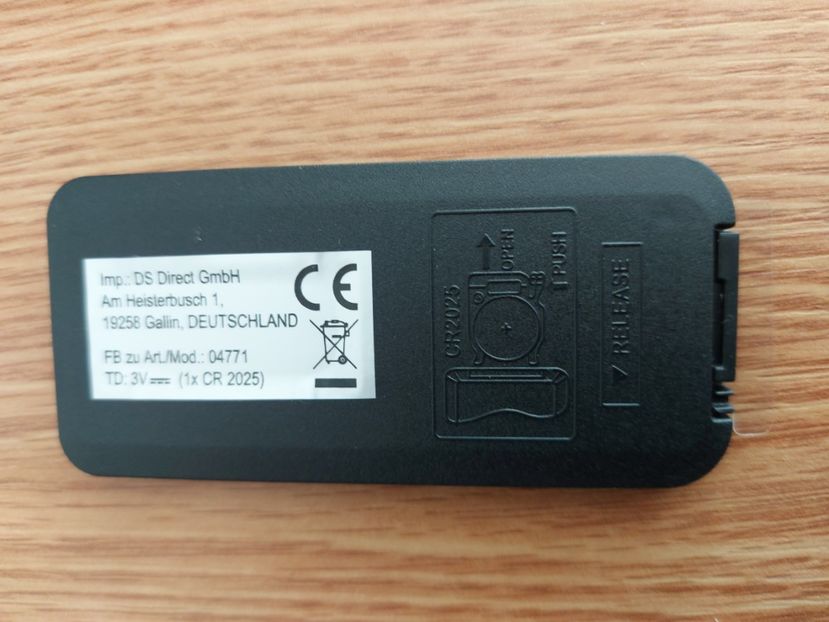 Imp.: DS Direct GmbH
Am Heisterbusch 1,
19258 Gallin, DEUTSCHLAND
FB zu Art./Mod.: 04771
TD: 3V⎓ (1x CR 2025)
CE
CR2025
OPEN
PUSH
RELEASE